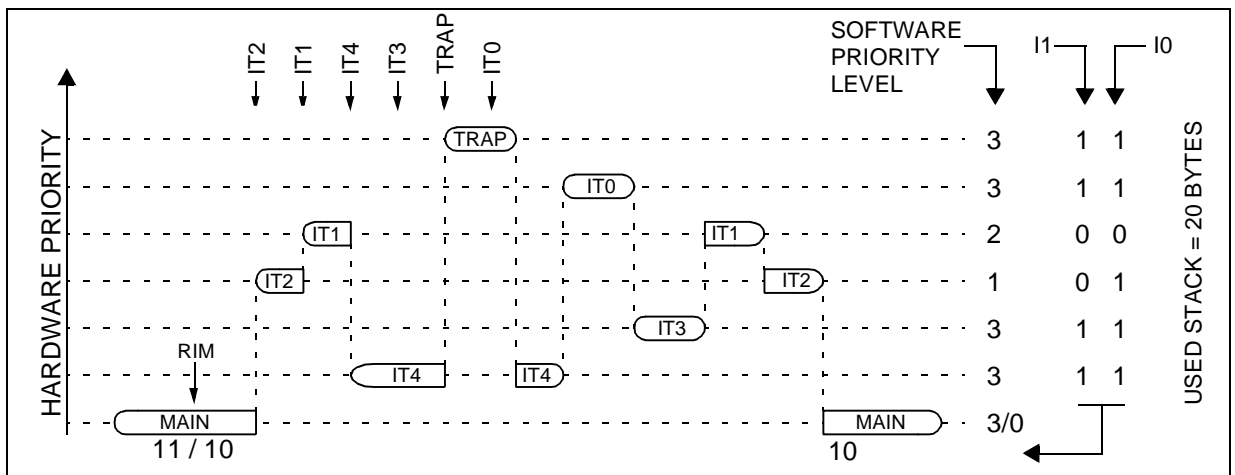 IT2
IT1
IT4
IT3
TRAP
IT0
SOFTWARE
PRIORITY
LEVEL
I1
I0
HARDWARE PRIORITY
TRAP
3
1 1
IT0
3
1 1
IT1
IT1
2
0 0
IT2
IT2
1
0 1
IT3
3
1 1
RIM
IT4
IT4
3
1 1
MAIN
MAIN
3/0
11 / 10
10
USED STACK = 20 BYTES